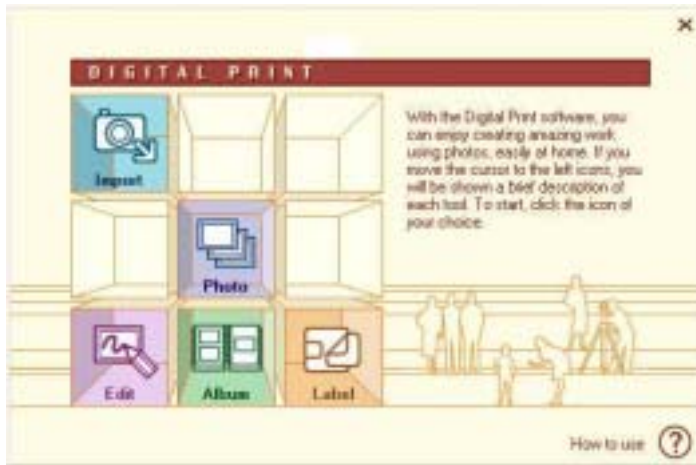 DIGITAL PRINT
Import
With the Digital Print software, you
can enjoy creating amazing work
using photos, easily at home. If you
move the cursor to the left icons, you
will be shown a brief description of
each tool. To start, click the icon of
your choice.
Photo
Edit
Album
Label
How to use ?